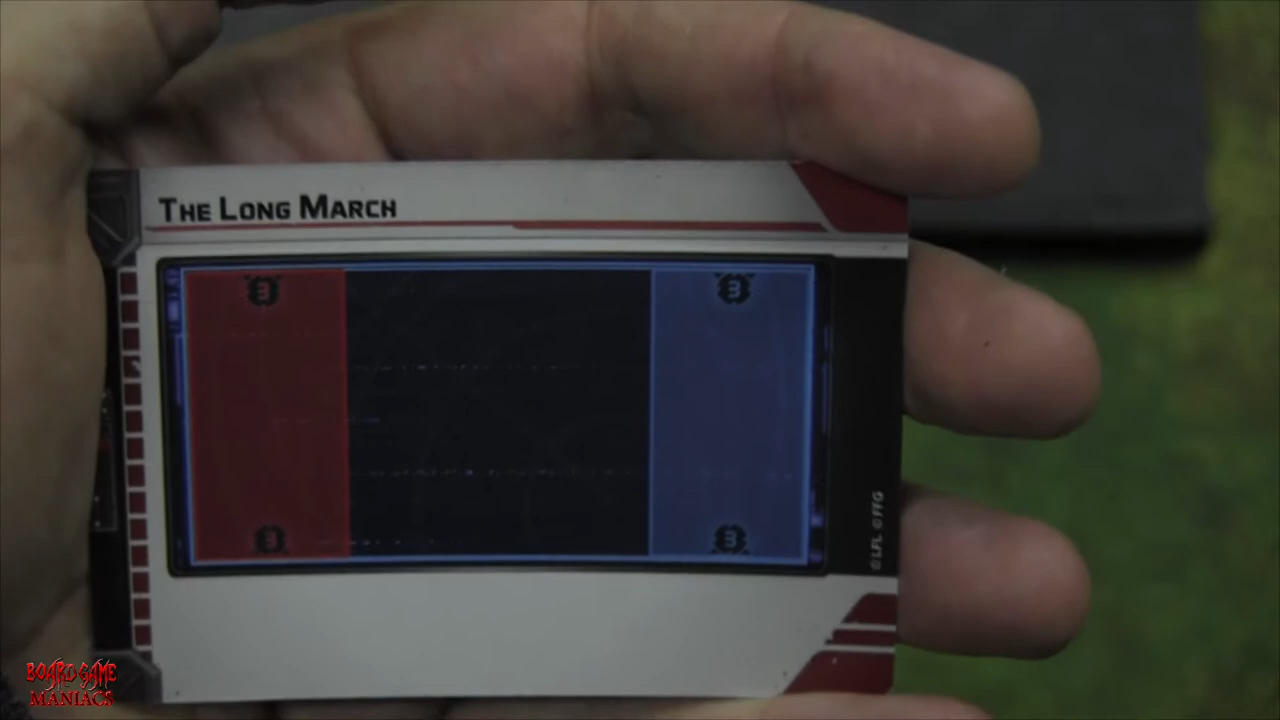 The Long March
3 3
3 3
© LFL © FFG
BOARD GAME
MANIACS